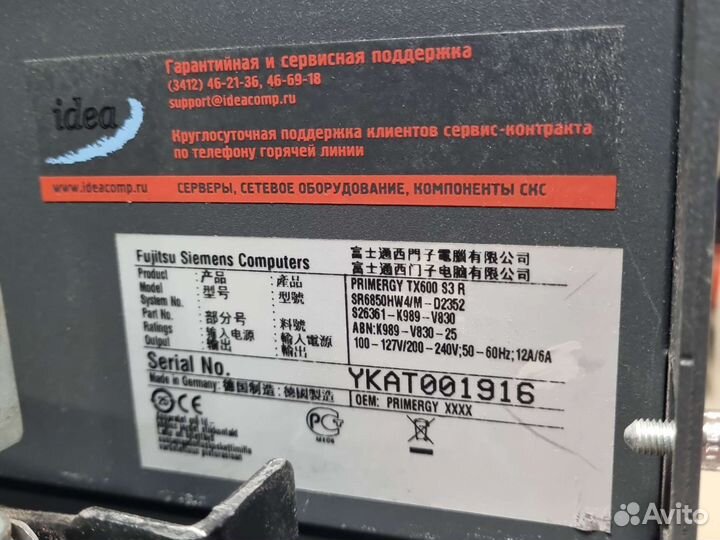 idea
Гарантийная и сервисная поддержка
(3412) 46-21-36, 46-69-18
support@ideacomp.ru
Круглосуточная поддержка клиентов сервис-контракта
по телефону горячей линии
www.ideacomp.ru СЕРВЕРЫ, СЕТЕВОЕ ОБОРУДОВАНИЕ, КОМПОНЕНТЫ СКС
Fujitsu Siemens Computers 富士通西門子電腦有限公司
富士通西门子电脑有限公司
Product 产品 產品 PRIMERGY TX600 S3 R
Model 型号 型號 SR6850HW4/M-D2352
System No. S26361-K989-V830
Part No. 部分号 料號 ABN:K989-V830-25
Ratings 输入电源 輸入電源 100-127V/200-240V;50-60Hz;12A/6A
Output 输出 輸出
Serial No. YKAT001916
Made in Germany: 德国制造: 德國製造 OEM: PRIMERGY XXXX
25 CE
ME06
Avito